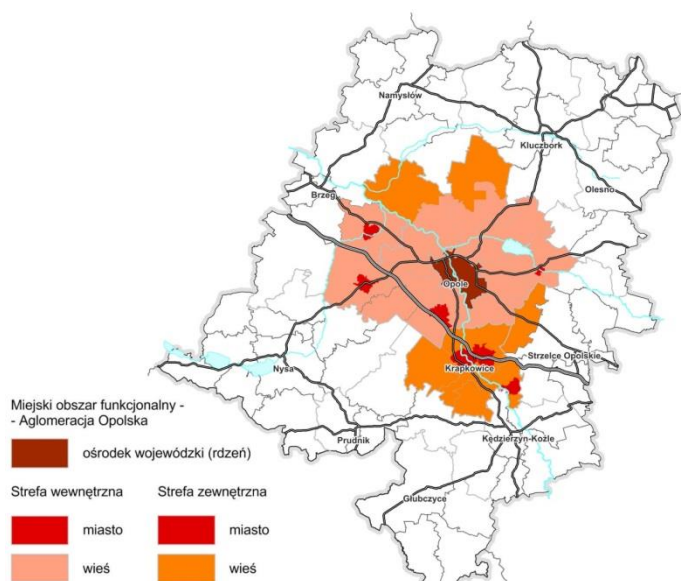 Namysłów
Kluczbork
Olesno
Brzeg
Opole
Strzelce Opolskie
Krapkowice
Nysa
Miejski obszar funkcjonalny -
- Aglomeracja Opolska
Prudnik
Kędzierzyn-Koźle
ośrodek wojewódzki (rdzeń)
Strefa wewnętrzna
Strefa zewnętrzna
Głubczyce
miasto
miasto
wieś
wieś